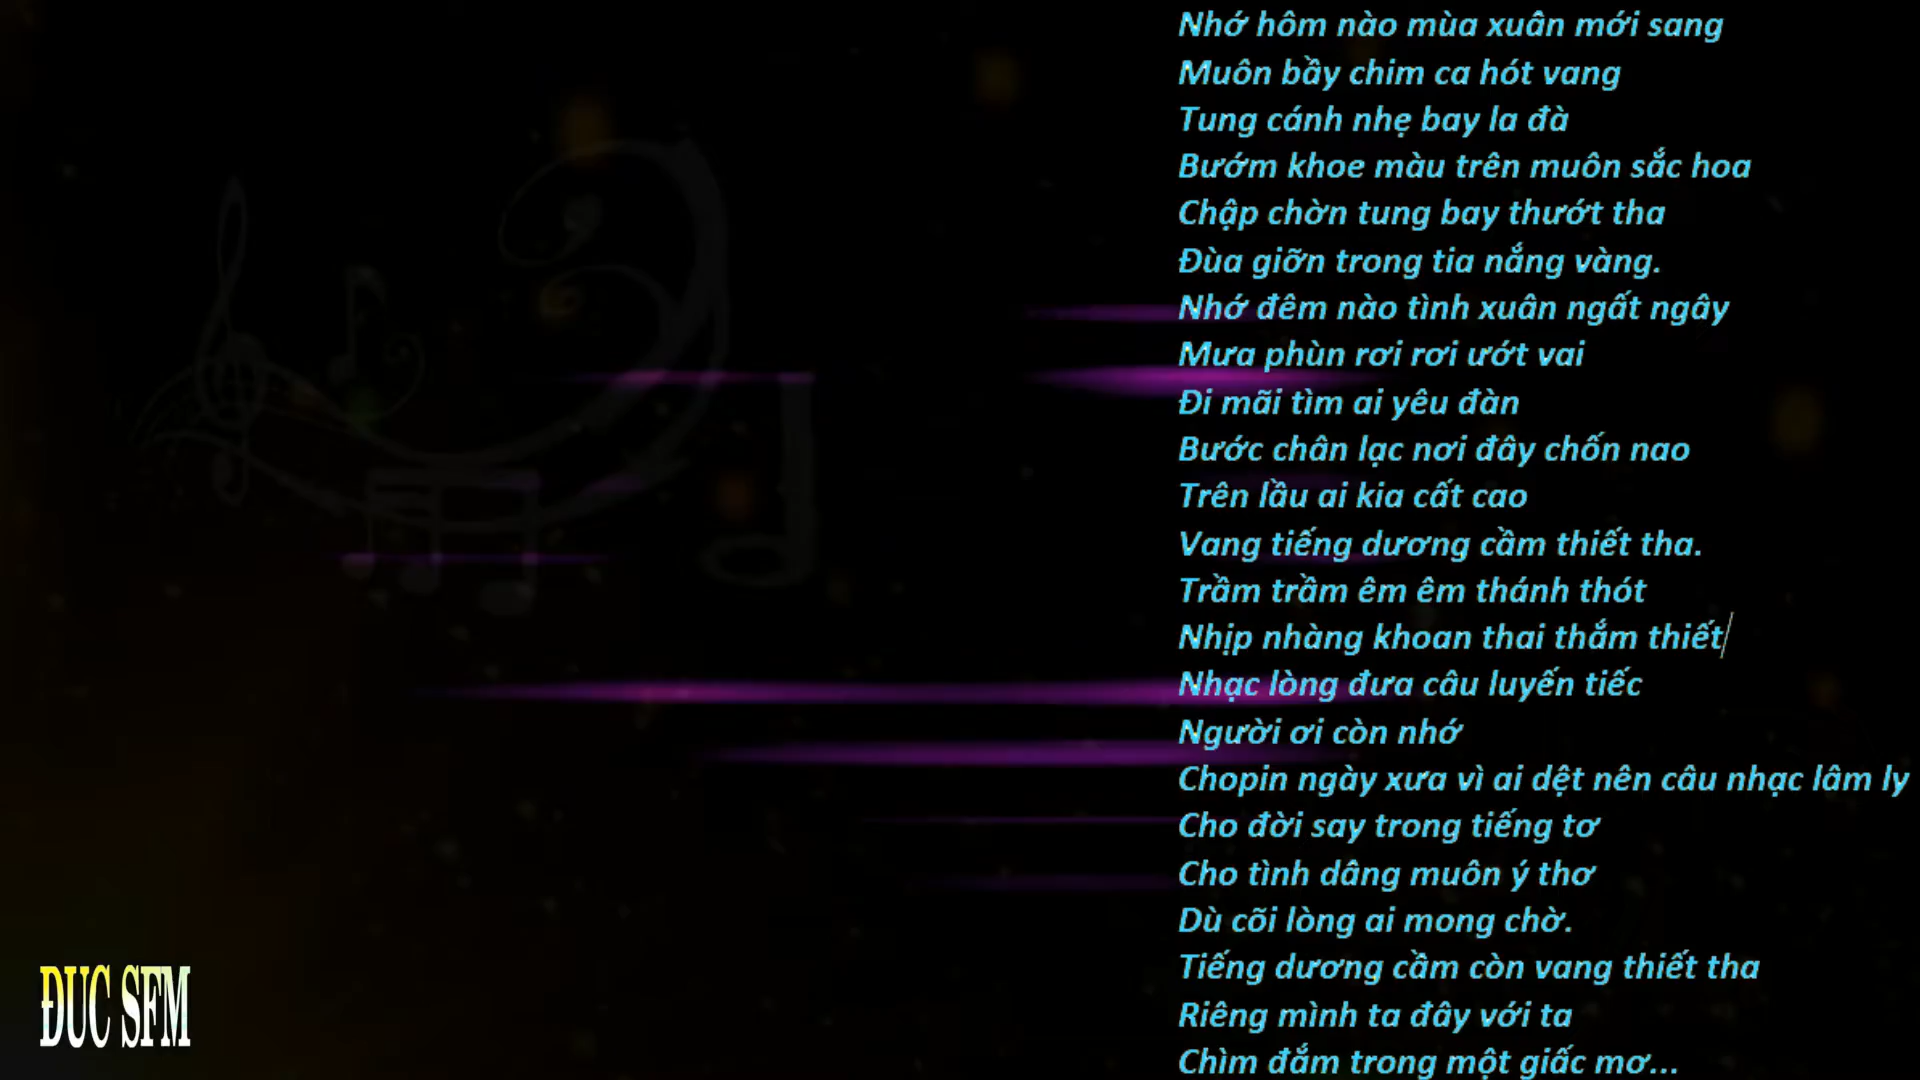 Nhớ hôm nào mùa xuân mới sang
Muôn bầy chim ca hót vang
Tung cánh nhẹ bay la đà
Bướm khoe màu trên muôn sắc hoa
Chập chờn tung bay thướt tha
Đùa giỡn trong tia nắng vàng.
Nhớ đêm nào tình xuân ngất ngây
Mưa phùn rơi rơi ướt vai
Đi mãi tìm ai yêu đàn
Bước chân lạc nơi đây chốn nao
Trên lầu ai kia cất cao
Vang tiếng dương cầm thiết tha.
Trầm trầm êm êm thánh thót
Nhịp nhàng khoan thai thắm thiết
Nhạc lòng đưa câu luyến tiếc
Người ơi còn nhớ
Chopin ngày xưa vì ai dệt nên câu nhạc lâm ly
Cho đời say trong tiếng tơ
Cho tình dâng muôn ý thơ
Dù cõi lòng ai mong chờ.
Tiếng dương cầm còn vang thiết tha
Riêng mình ta đây với ta
Chìm đắm trong một giấc mơ...
ĐUC SFM